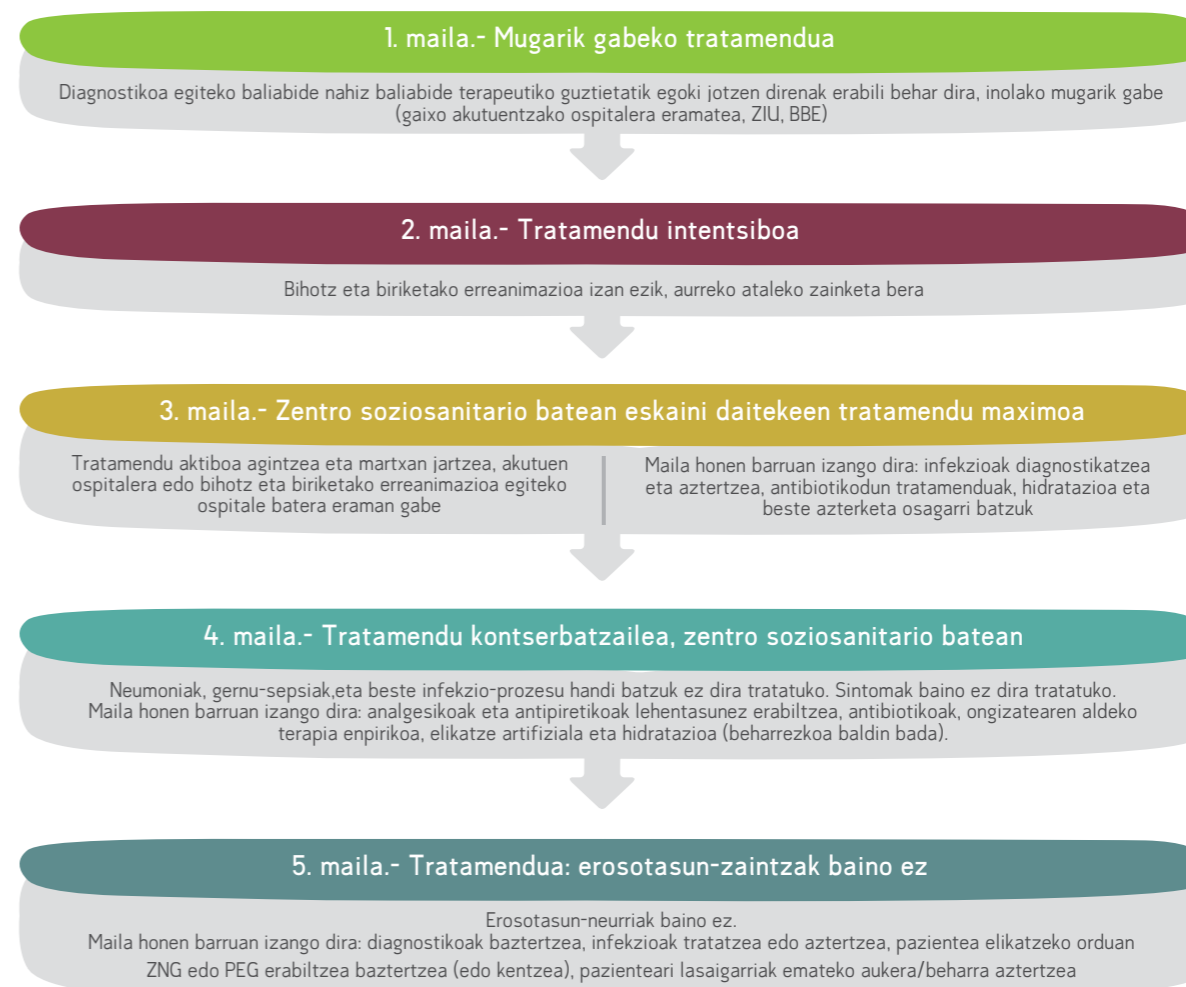 1. maila.- Mugarik gabeko tratamendua
Diagnostikoa egiteko baliabide nahiz baliabide terapeutiko guztietatik egoki jotzen direnak erabili behar dira, inolako mugarik gabe
(gaixo akutuentzako ospitalera eramatea, ZIU, BBE)
2. maila.- Tratamendu intentsiboa
Bihotz eta biriketako erreanimazioa izan ezik, aurreko ataleko zainketa bera
3. maila.- Zentro soziosanitario batean eskaini daitekeen tratamendu maximoa
Tratamendu aktiboa agintzea eta martxan jartzea, akutuen
ospitalera edo bihotz eta biriketako erreanimazioa egiteko
ospitale batera eraman gabe
Maila honen barruan izango dira: infekzioak diagnostikatzea
eta aztertzea, antibiotikodun tratamenduak, hidratazioa eta
beste azterketa osagarri batzuk
4. maila.- Tratamendu kontserbatzailea, zentro soziosanitario batean
Neumoniak, gernu-sepsiak,eta beste infekzio-prozesu handi batzuk ez dira tratatuko. Sintomak baino ez dira tratatuko.
Maila honen barruan izango dira: analgesikoak eta antipiretikoak lehentasunez erabiltzea, antibiotikoak, ongizatearen aldeko
terapia enpirikoa, elikatze artifiziala eta hidratazioa (beharrezkoa baldin bada).
5. maila.- Tratamendua: erosotasun-zaintzak baino ez
Erosotasun-neurriak baino ez.
Maila honen barruan izango dira: diagnostikoak baztertzea, infekzioak tratatzea edo aztertzea, pazientea elikatzeko orduan
ZNG edo PEG erabiltzea baztertzea (edo kentzea), pazienteari lasaigarriak emateko aukera/beharra aztertzea